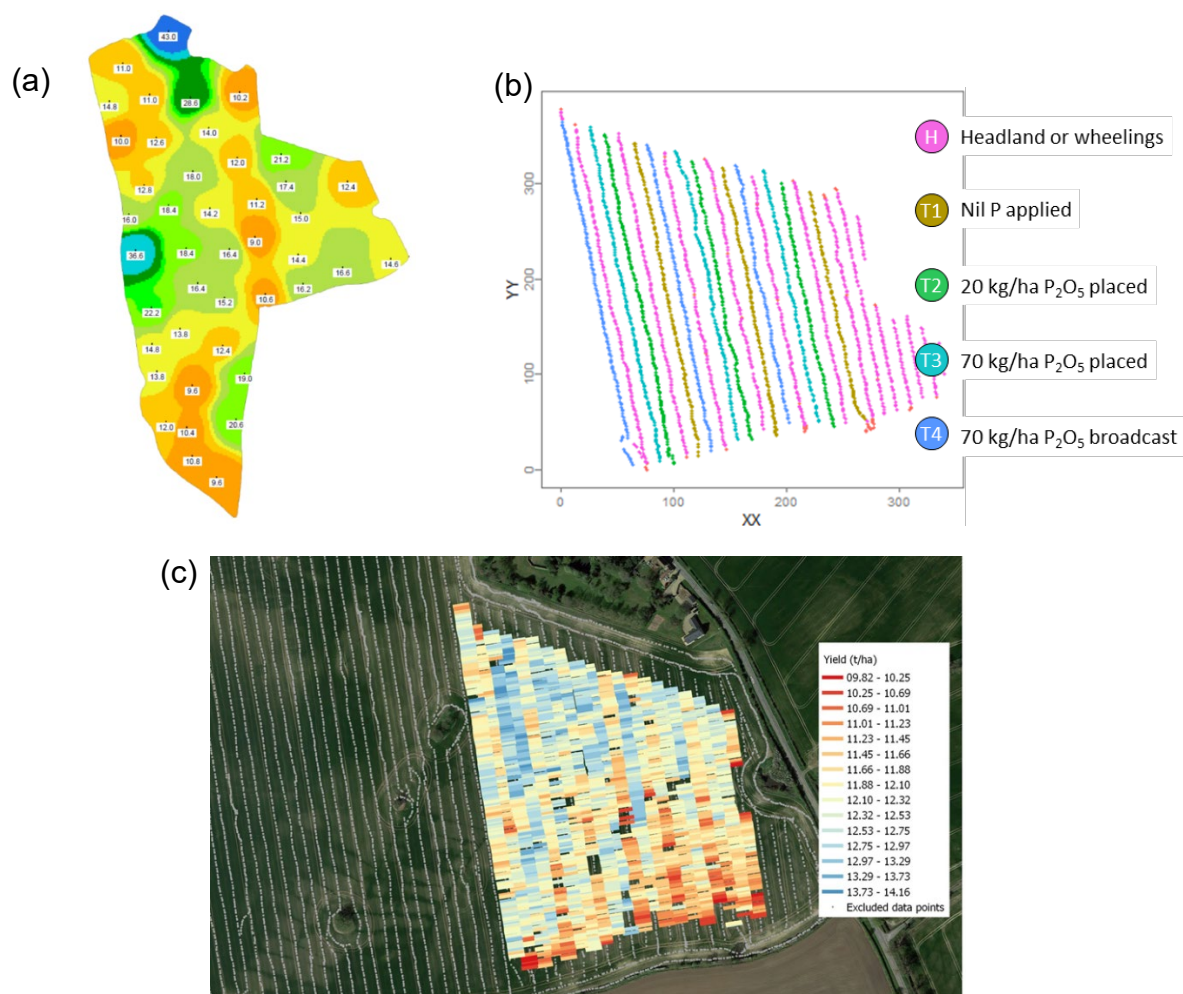 (a)
43.0
11.0
14.8
11.0
28.6
10.2
10.0
12.6
14.0
12.0
21.2
12.8
18.0
17.4
12.4
11.2
16.0
18.4
14.2
15.0
9.0
36.6
18.4
16.4
14.4
14.6
16.4
16.6
15.2
10.6
16.2
22.2
13.8
14.8
12.4
13.8
9.6
19.0
12.0
10.4
20.6
10.8
9.6
(b)
YY
300
200
100
0
0 100 200 300
XX
H Headland or wheelings
T1 Nil P applied
T2 20 kg/ha P₂O₅ placed
T3 70 kg/ha P₂O₅ placed
T4 70 kg/ha P₂O₅ broadcast
(c)
Yield (t/ha)
09.82 - 10.25
10.25 - 10.69
10.69 - 11.01
11.01 - 11.23
11.23 - 11.45
11.45 - 11.66
11.66 - 11.88
11.88 - 12.10
12.10 - 12.32
12.32 - 12.53
12.53 - 12.75
12.75 - 12.97
12.97 - 13.29
13.29 - 13.73
13.73 - 14.16
Excluded data points